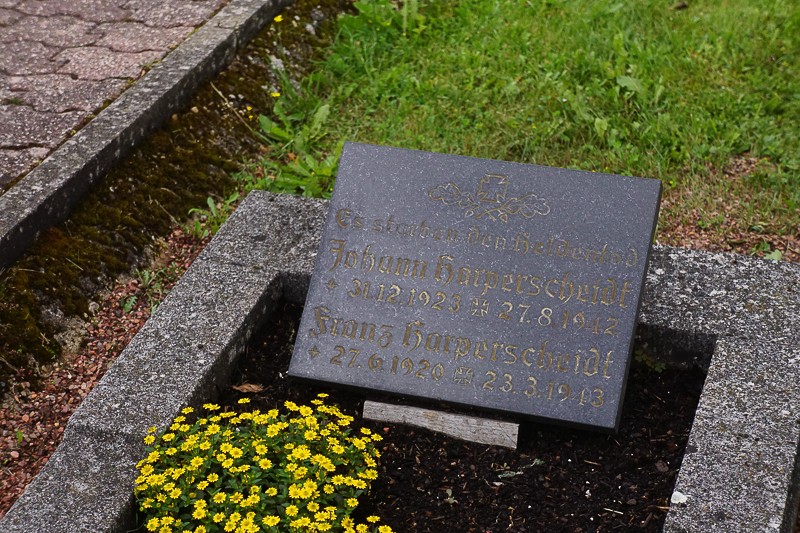 Es starben den Heldentod
Johann Harperscheidt
31.12.1923 27.8.1942
Franz Harperscheidt
27.6.1920 23.3.1943